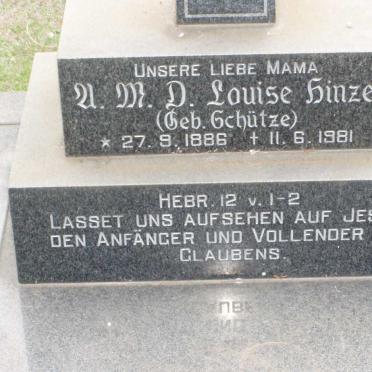 UNSERE LIEBE MAMA
A. M. D. Louise Hinze
(Geb. Schütze)
* 27. 9. 1886 + 11. 6. 1981
HEBR. 12 v. 1-2
LASSET UNS AUFSEHEN AUF JES
DEN ANFÄNGER UND VOLLENDER
GLAUBENS.